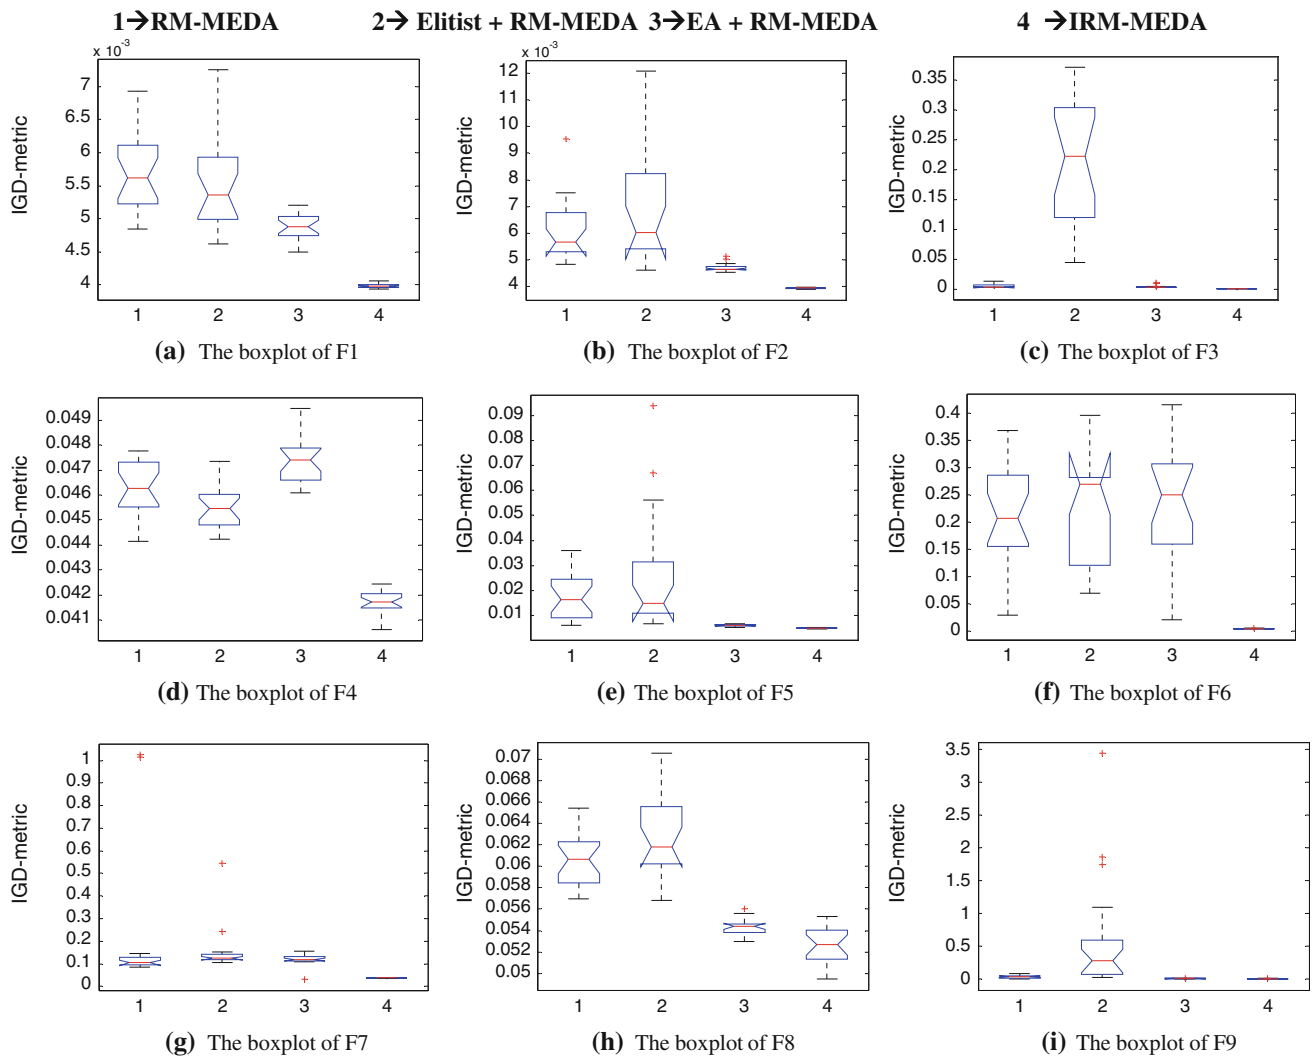 1→RM-MEDA 2→ Elitist + RM-MEDA 3→EA + RM-MEDA 4 →IRM-MEDA
x 10⁻³
7
6.5
6
5.5
5
4.5
4
IGD-metric
1 2 3 4
(a) The boxplot of F1
x 10⁻³
12
11
10
9
8
7
6
5
4
IGD-metric
1 2 3 4
(b) The boxplot of F2
0.35
0.3
0.25
0.2
0.15
0.1
0.05
0
IGD-metric
1 2 3 4
(c) The boxplot of F3
0.049
0.048
0.047
0.046
0.045
0.044
0.043
0.042
0.041
IGD-metric
1 2 3 4
(d) The boxplot of F4
0.09
0.08
0.07
0.06
0.05
0.04
0.03
0.02
0.01
IGD-metric
1 2 3 4
(e) The boxplot of F5
0.4
0.35
0.3
0.25
0.2
0.15
0.1
0.05
0
IGD-metric
1 2 3 4
(f) The boxplot of F6
1
0.9
0.8
0.7
0.6
0.5
0.4
0.3
0.2
0.1
0
IGD-metric
1 2 3 4
(g) The boxplot of F7
0.07
0.068
0.066
0.064
0.062
0.06
0.058
0.056
0.054
0.052
0.05
IGD-metric
1 2 3 4
(h) The boxplot of F8
3.5
3
2.5
2
1.5
1
0.5
0
IGD-metric
1 2 3 4
(i) The boxplot of F9